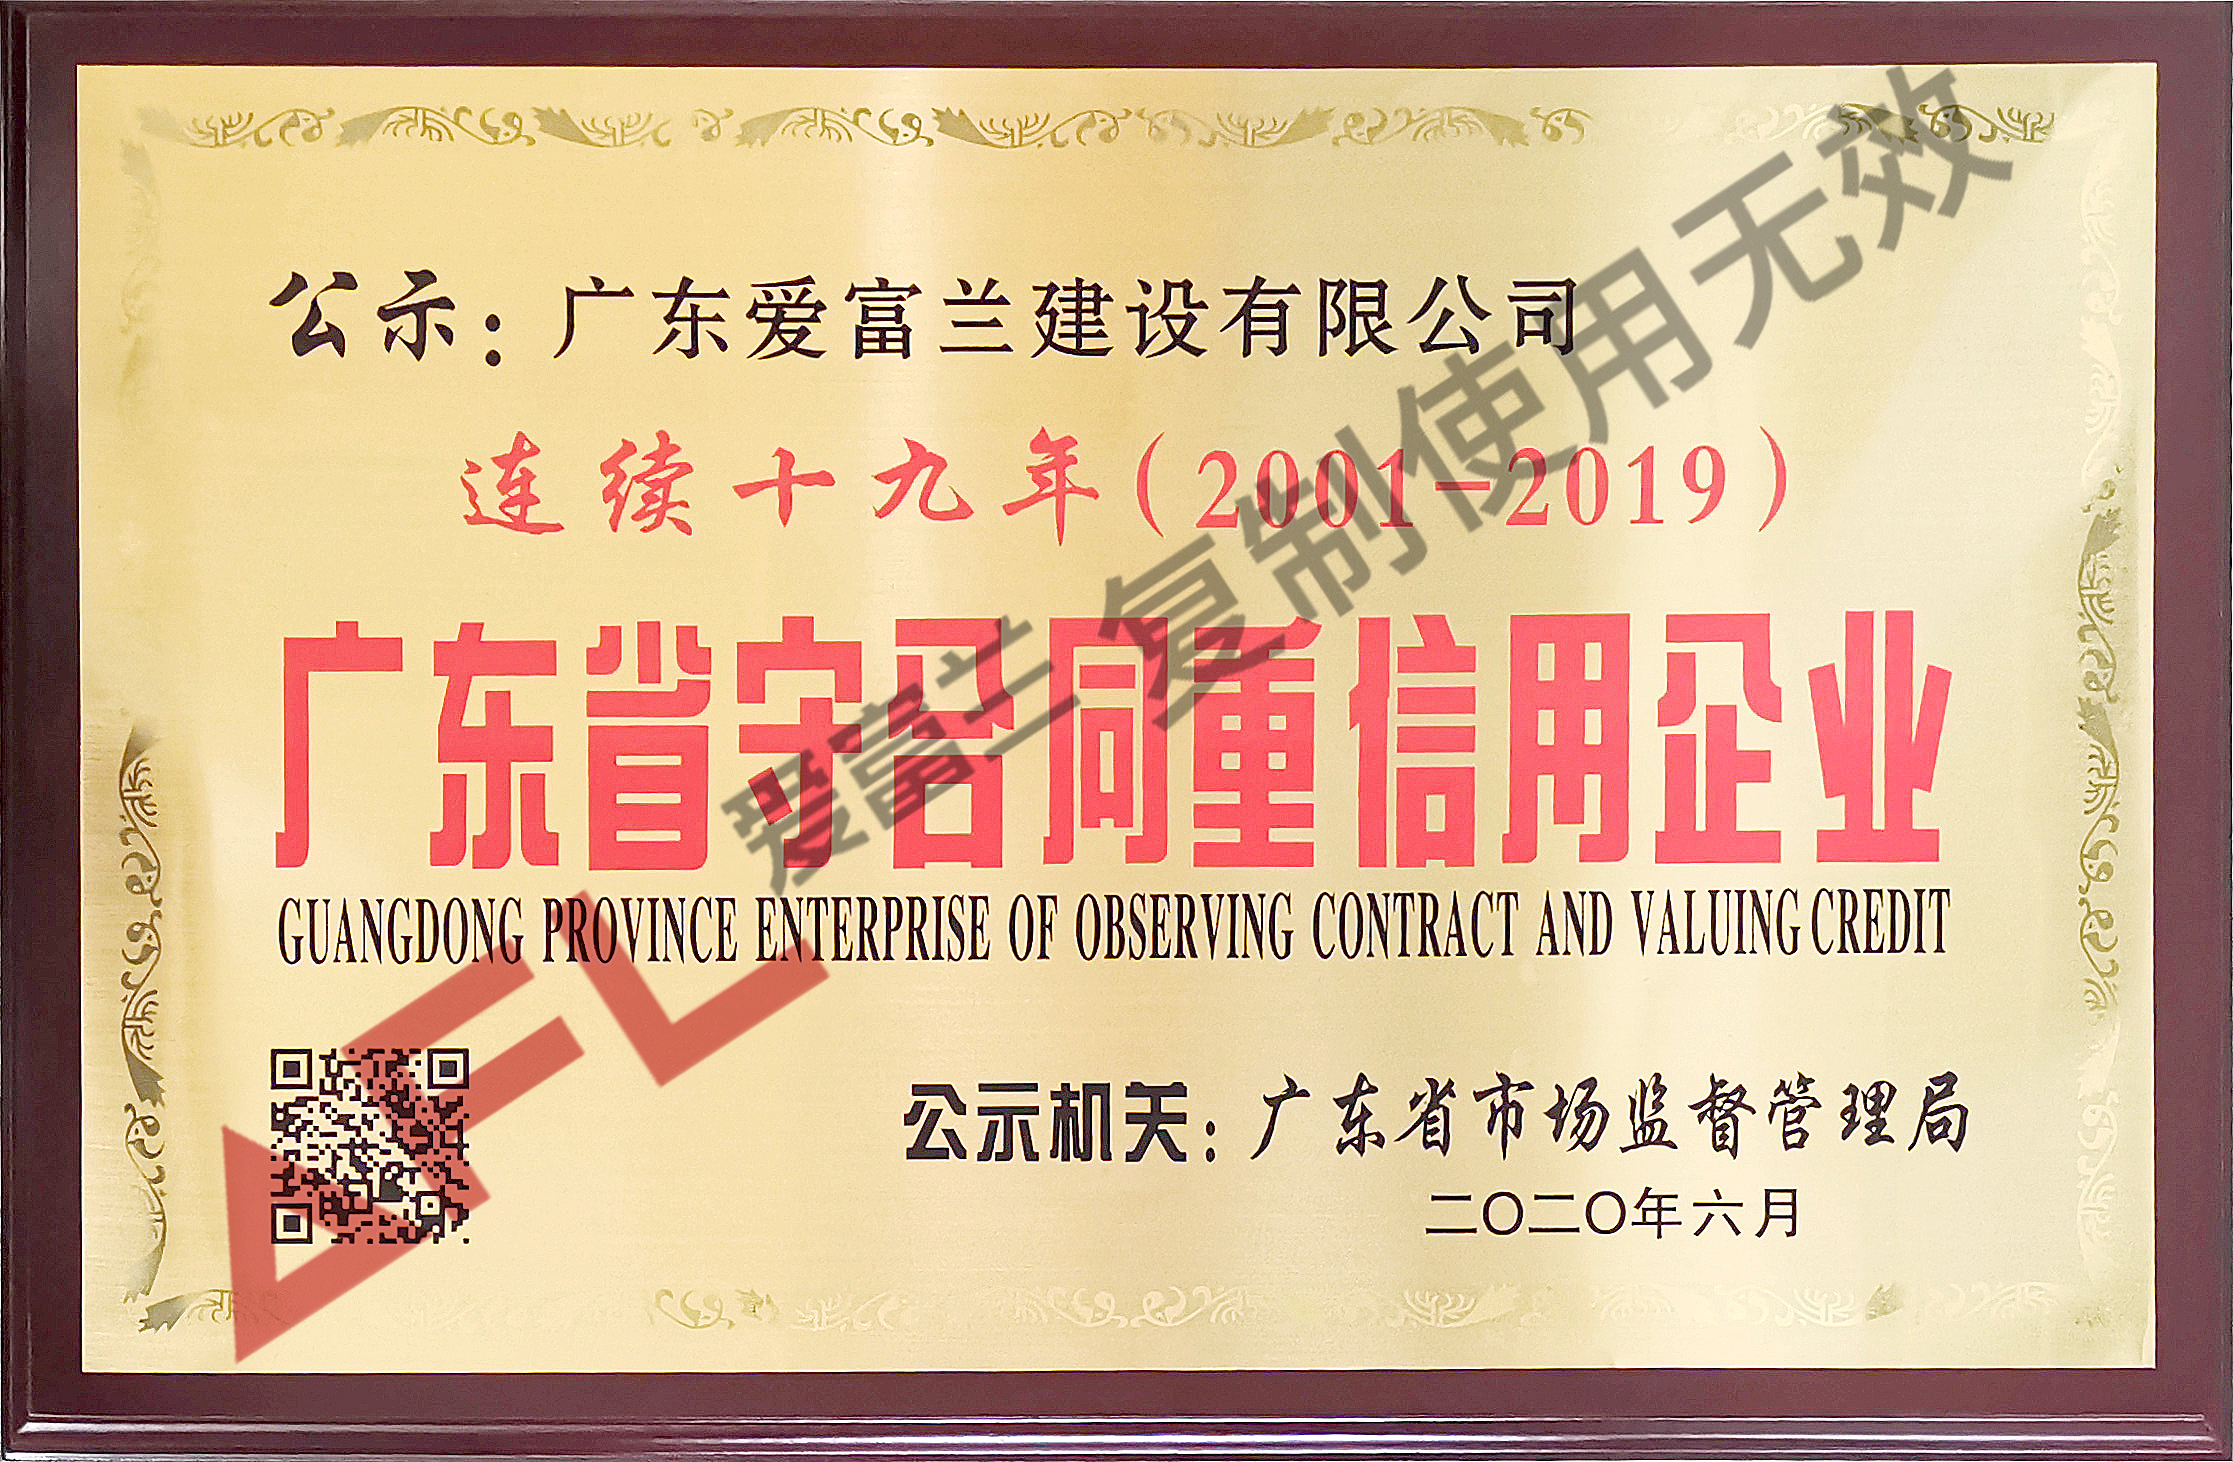 公示：广东爱富兰建设有限公司
连续十九年（2001-2019）
广东省守合同重信用企业
GUANGDONG PROVINCE ENTERPRISE OF OBSERVING CONTRACT AND VALUING CREDIT
公示机关：广东省市场监督管理局
二〇二〇年六月
AFL 爱富兰 复制使用无效